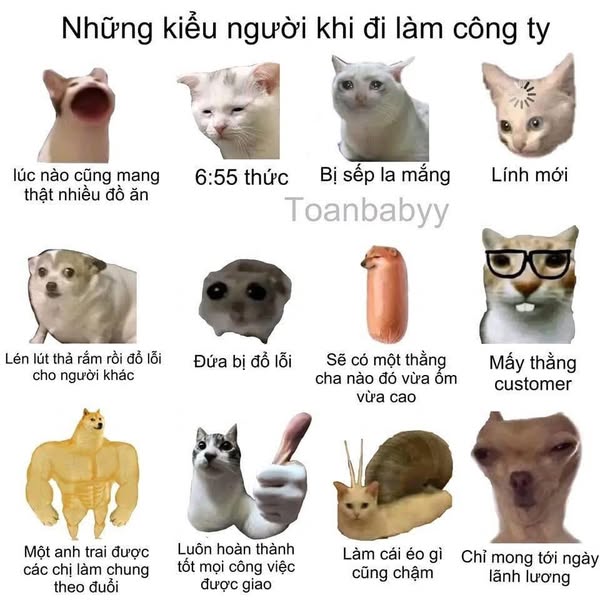 Những kiểu người khi đi làm công ty
lúc nào cũng mang
thật nhiều đồ ăn
6:55 thức
Bị sếp la mắng
Lính mới
Toanbabyy
Lén lút thả rắm rồi đổ lỗi
cho người khác
Đứa bị đổ lỗi
Sẽ có một thằng
cha nào đó vừa ốm
vừa cao
Mấy thằng
customer
Một anh trai được
các chị làm chung
theo đuổi
Luôn hoàn thành
tốt mọi công việc
được giao
Làm cái éo gì
cũng chậm
Chỉ mong tới ngày
lãnh lương